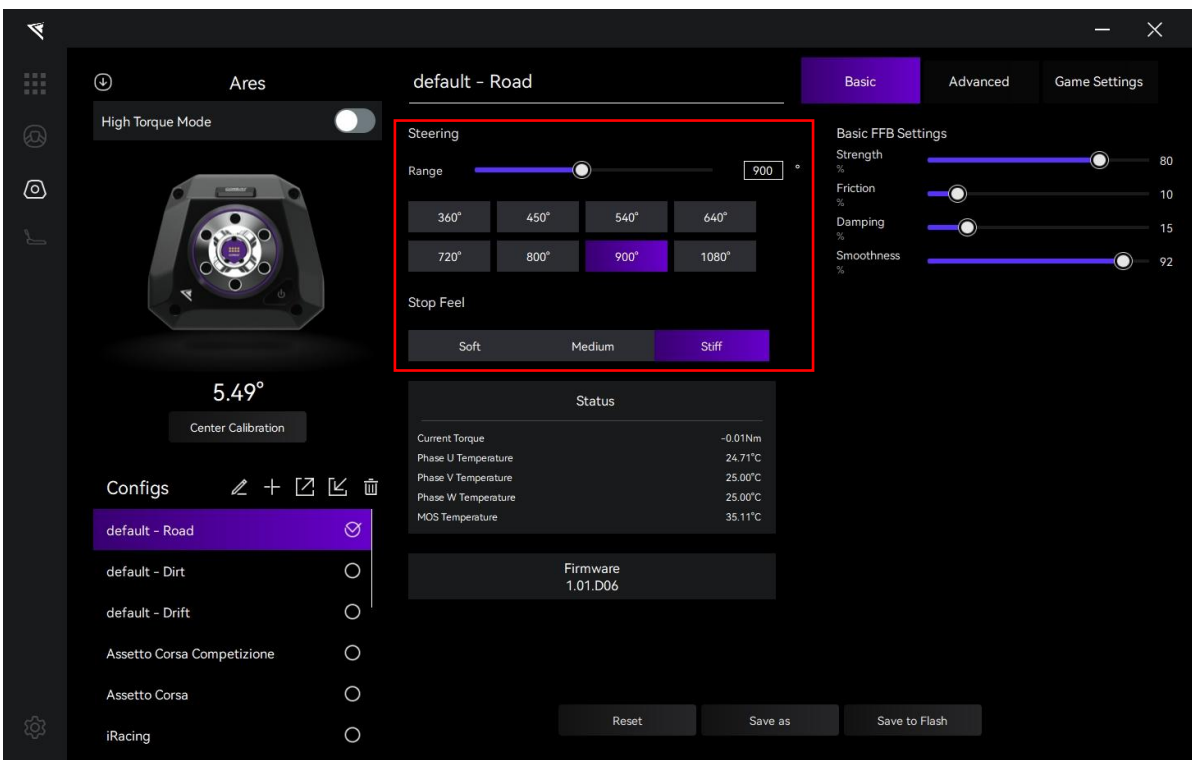 Ares
High Torque Mode
5.49°
Center Calibration
Configs
default - Road
default - Dirt
default - Drift
Assetto Corsa Competizione
Assetto Corsa
iRacing
default - Road
Steering
Range 900 °
360° 450° 540° 640°
720° 800° 900° 1080°
Stop Feel
Soft Medium Stiff
Status
Current Torque -0.01Nm
Phase U Temperature 24.71°C
Phase V Temperature 25.00°C
Phase W Temperature 25.00°C
MOS Temperature 35.11°C
Firmware
1.01.D06
Reset Save as Save to Flash
Basic Advanced Game Settings
Basic FFB Settings
Strength 80
%
Friction 10
%
Damping 15
%
Smoothness 92
%